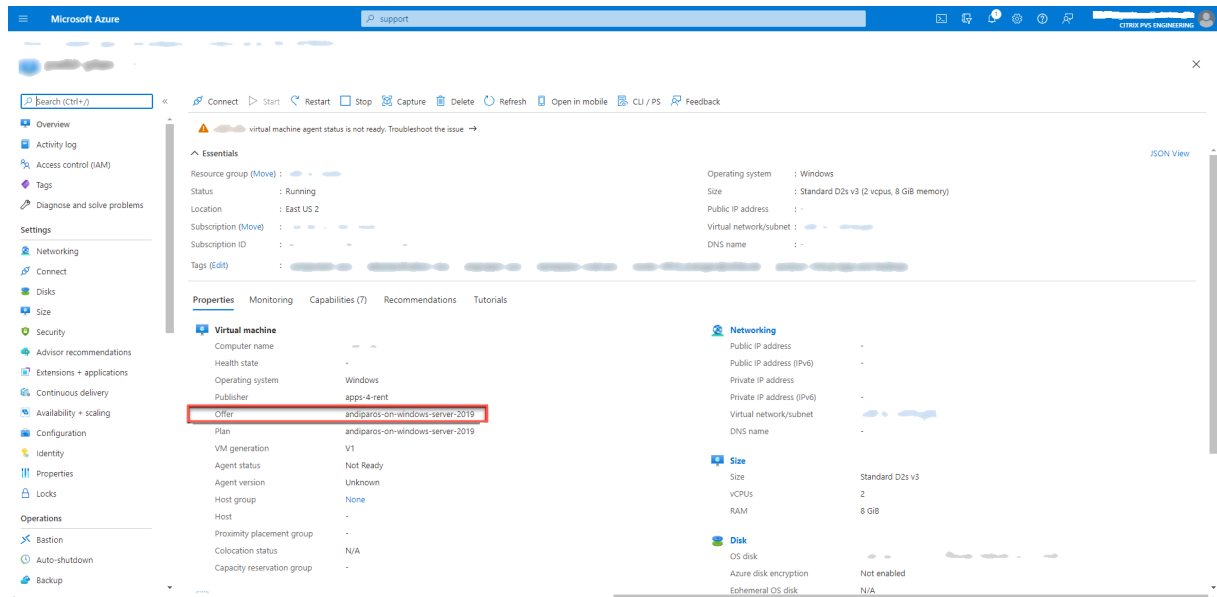 Microsoft Azure
support
1
CITRIX PVS ENGINEERING
Search (Ctrl+/)
«
Connect Start Restart Stop Capture Delete Refresh Open in mobile CLI / PS Feedback
Overview
Activity log
Access control (IAM)
Tags
Diagnose and solve problems
Settings
Networking
Connect
Disks
Size
Security
Advisor recommendations
Extensions + applications
Continuous delivery
Availability + scaling
Configuration
Identity
Properties
Locks
Operations
Bastion
Auto-shutdown
Backup
virtual machine agent status is not ready. Troubleshoot the issue →
Essentials
JSON View
Resource group (Move) :
Status : Running
Location : East US 2
Subscription (Move) :
Subscription ID :
Tags (Edit) :
Operating system : Windows
Size : Standard D2s v3 (2 vcpus, 8 GiB memory)
Public IP address : -
Virtual network/subnet :
DNS name : -
Properties Monitoring Capabilities (7) Recommendations Tutorials
Virtual machine
Computer name
Health state -
Operating system Windows
Publisher apps-4-rent
Offer andiparos-on-windows-server-2019
Plan andiparos-on-windows-server-2019
VM generation V1
Agent status Not Ready
Agent version Unknown
Host group None
Host -
Proximity placement group -
Colocation status N/A
Capacity reservation group -
Networking
Public IP address -
Public IP address (IPv6) -
Private IP address
Private IP address (IPv6) -
Virtual network/subnet
DNS name -
Size
Size Standard D2s v3
vCPUs 2
RAM 8 GiB
Disk
OS disk
Azure disk encryption Not enabled
Ephemeral OS disk N/A